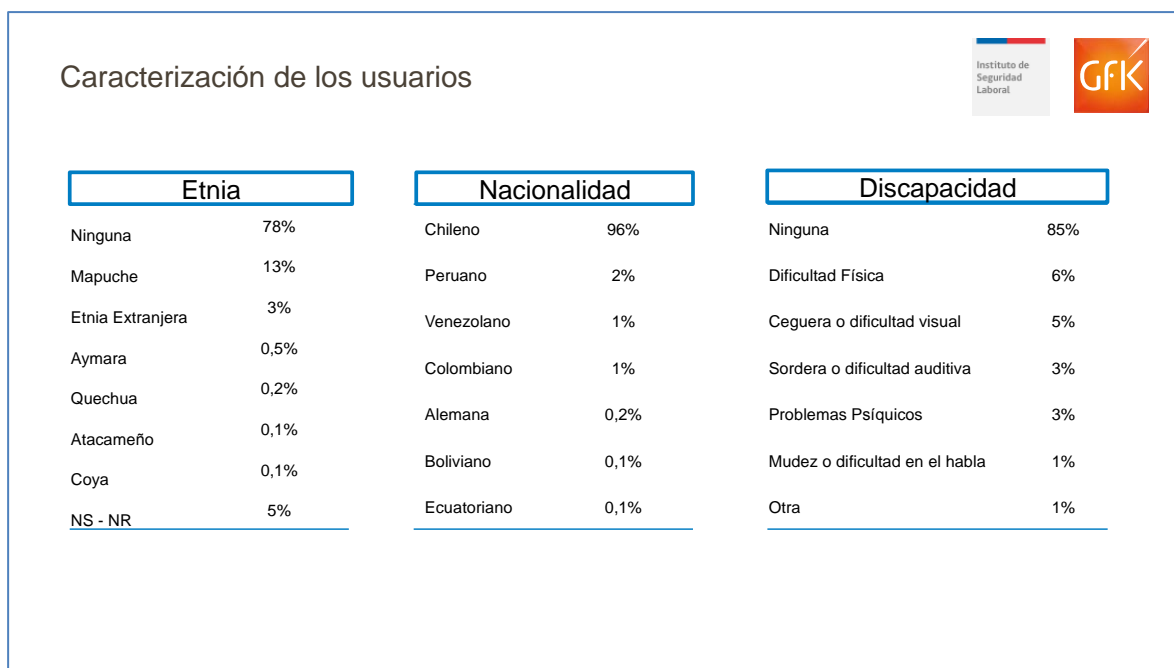 Caracterización de los usuarios
Instituto de
Seguridad
Laboral
GfK
Etnia
Ninguna 78%
Mapuche 13%
Etnia Extranjera 3%
Aymara 0,5%
Quechua 0,2%
Atacameño 0,1%
Coya 0,1%
NS - NR 5%
Nacionalidad
Chileno 96%
Peruano 2%
Venezolano 1%
Colombiano 1%
Alemana 0,2%
Boliviano 0,1%
Ecuatoriano 0,1%
Discapacidad
Ninguna 85%
Dificultad Física 6%
Ceguera o dificultad visual 5%
Sordera o dificultad auditiva 3%
Problemas Psíquicos 3%
Mudez o dificultad en el habla 1%
Otra 1%